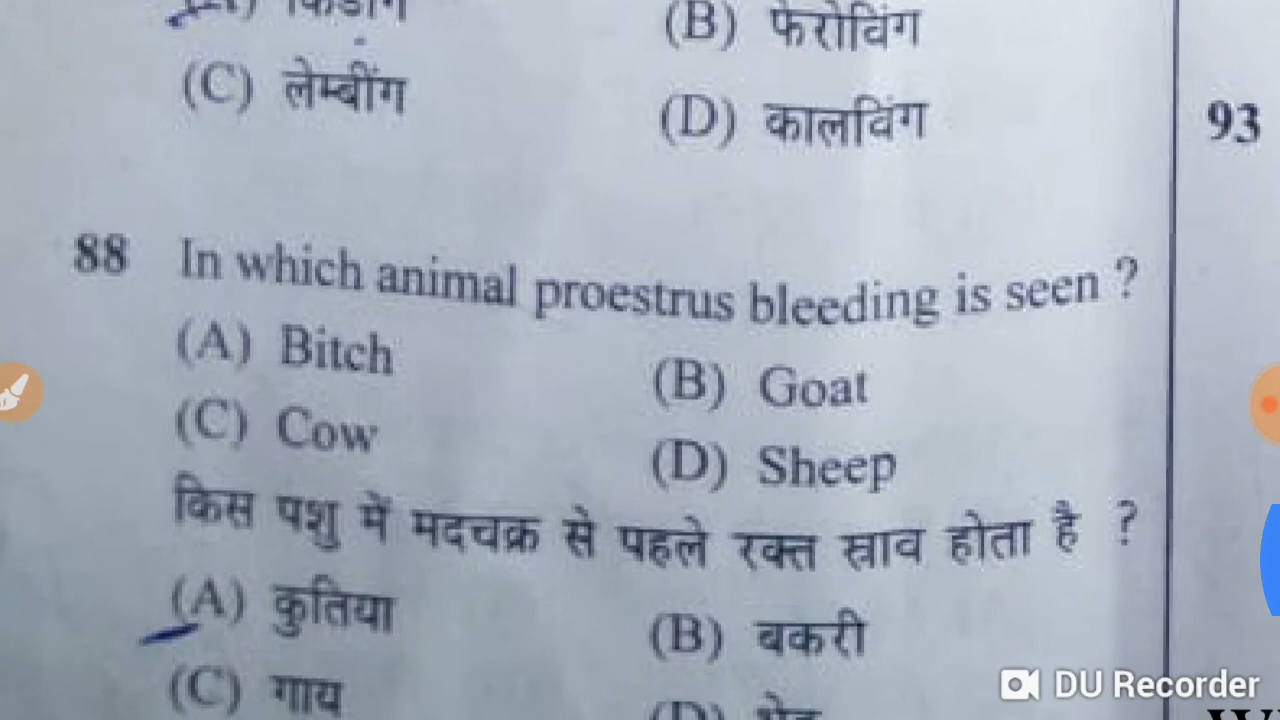 (B) फेरोविंग
(C) लेम्बींग
(D) कालविंग
93
88 In which animal proestrus bleeding is seen ?
(A) Bitch
(B) Goat
(C) Cow
(D) Sheep
किस पशु में मदचक्र से पहले रक्त स्राव होता है ?
(A) कुतिया
(B) बकरी
(C) गाय
DU Recorder